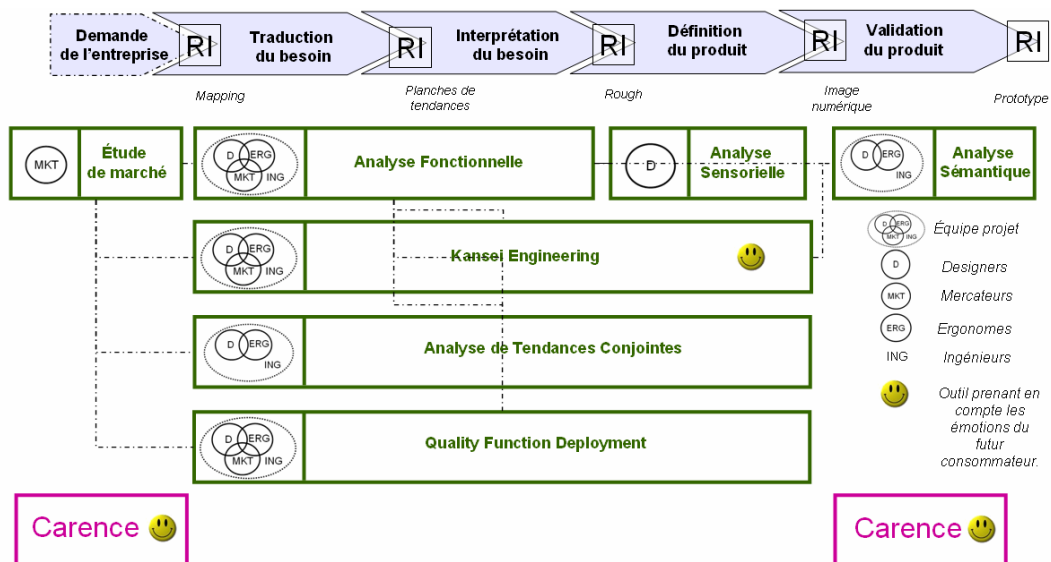 Demande
de l'entreprise
RI
Traduction
du besoin
RI
Interprétation
du besoin
RI
Définition
du produit
RI
Validation
du produit
RI
Mapping
Planches de
tendances
Rough
Image
numérique
Prototype
MKT
Étude
de marché
D
ERG
MKT
ING
Analyse Fonctionnelle
D
Analyse
Sensorielle
D
ERG
ING
Analyse
Sémantique
D
ERG
MKT
ING
Kansei Engineering
D
ERG
ING
Analyse de Tendances Conjointes
D
ERG
MKT
ING
Quality Function Deployment
D
ERG
MKT
ING
Équipe projet
D
Designers
MKT
Mercateurs
ERG
Ergonomes
ING
Ingénieurs
Outil prenant en
compte les
émotions du
futur
consommateur.
Carence
Carence